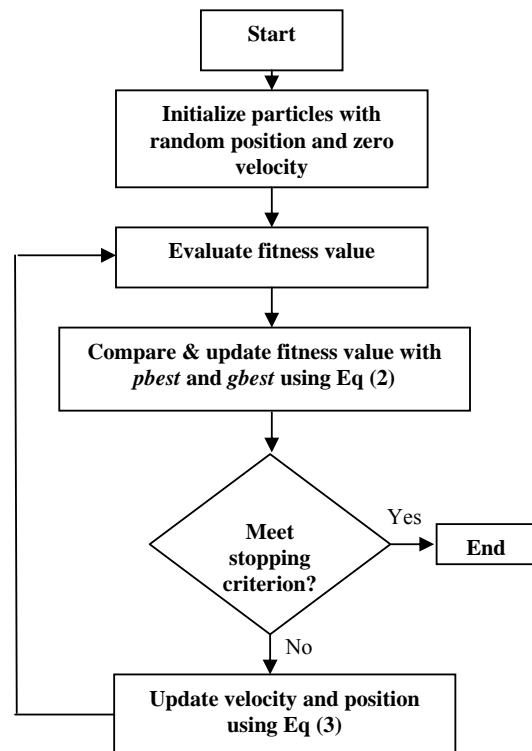 Start
Initialize particles with
random position and zero
velocity
Evaluate fitness value
Compare & update fitness value with
pbest and gbest using Eq (2)
Meet
stopping
criterion?
Yes
End
No
Update velocity and position
using Eq (3)